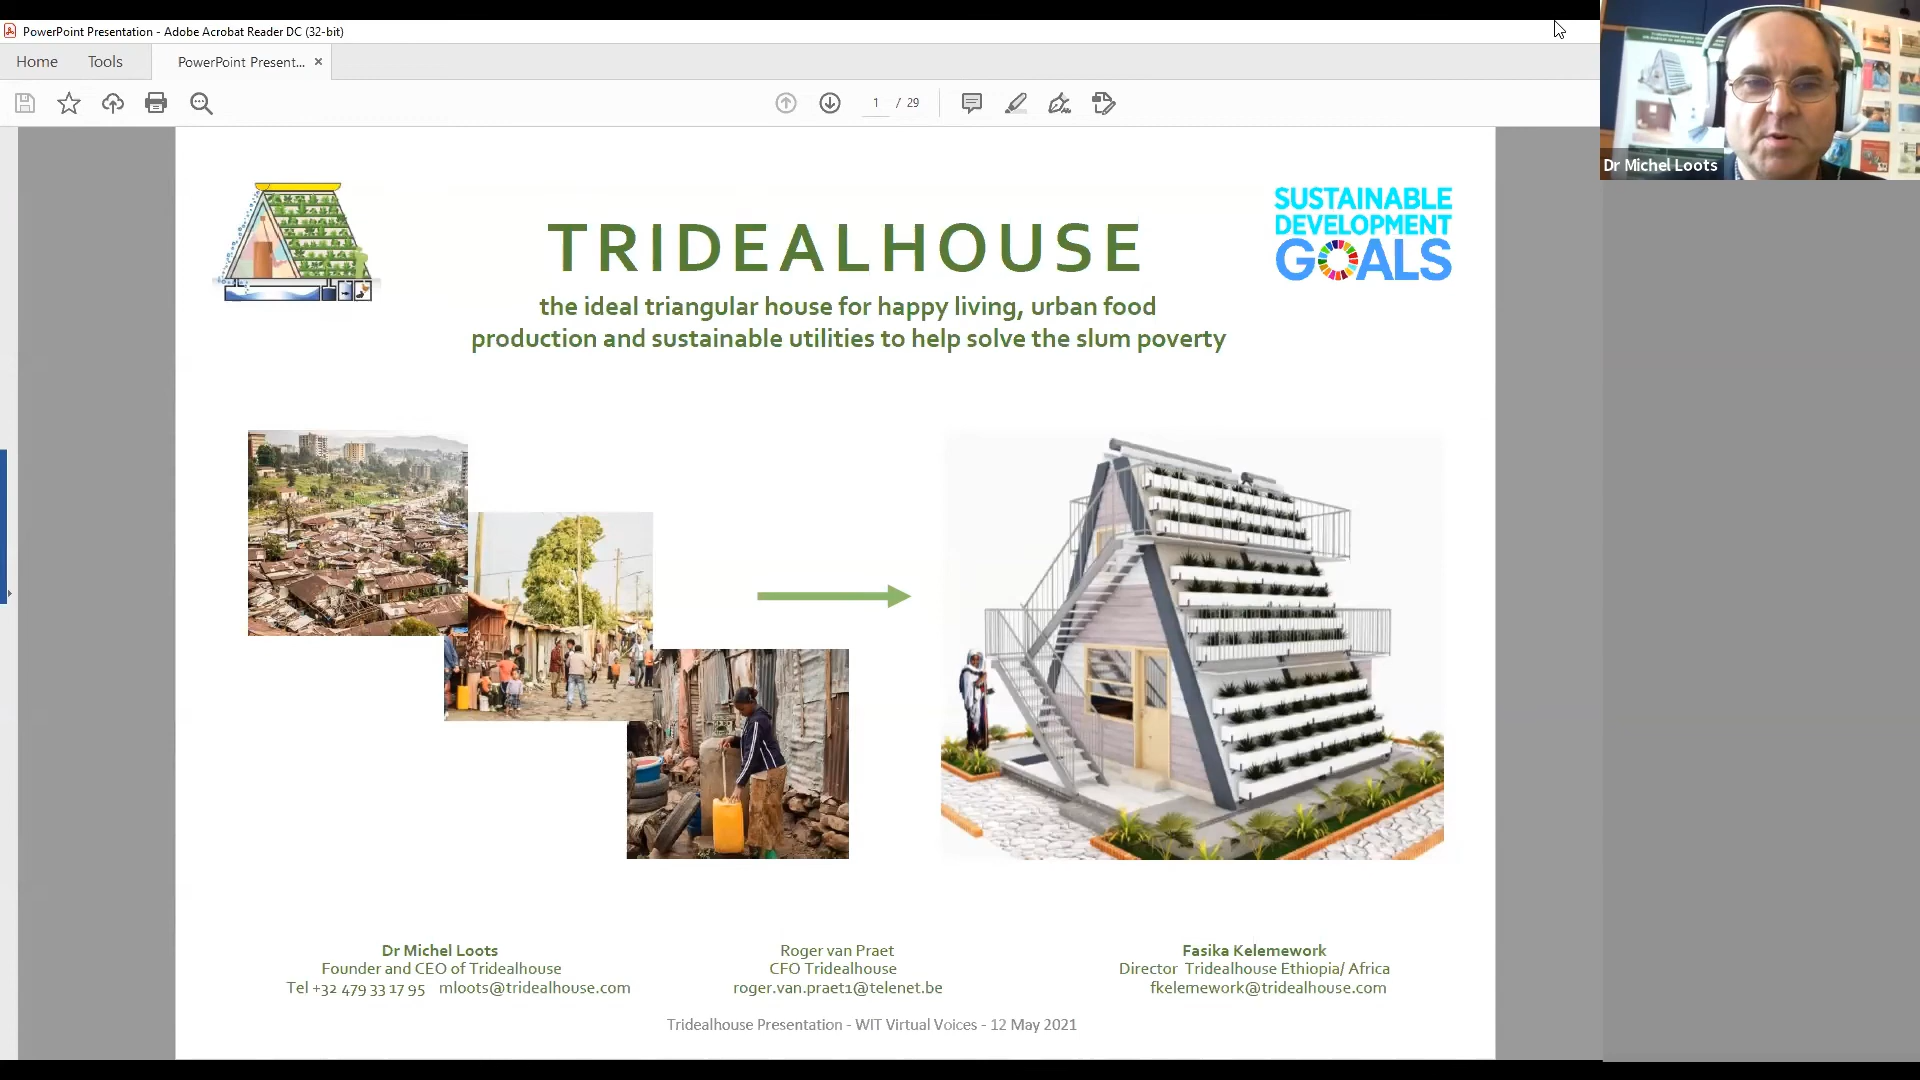 PowerPoint Presentation - Adobe Acrobat Reader DC (32-bit)
Home
Tools
PowerPoint Present...
1 / 29
Dr Michel Loots
SUSTAINABLE
DEVELOPMENT
GOALS
TRIDEALHOUSE
the ideal triangular house for happy living, urban food
production and sustainable utilities to help solve the slum poverty
Dr Michel Loots
Founder and CEO of Tridealhouse
Tel +32 479 33 17 95 mloots@tridealhouse.com
Roger van Praet
CFO Tridealhouse
roger.van.praet1@telenet.be
Fasika Kelemework
Director Tridealhouse Ethiopia/ Africa
fkelemework@tridealhouse.com
Tridealhouse Presentation - WIT Virtual Voices - 12 May 2021